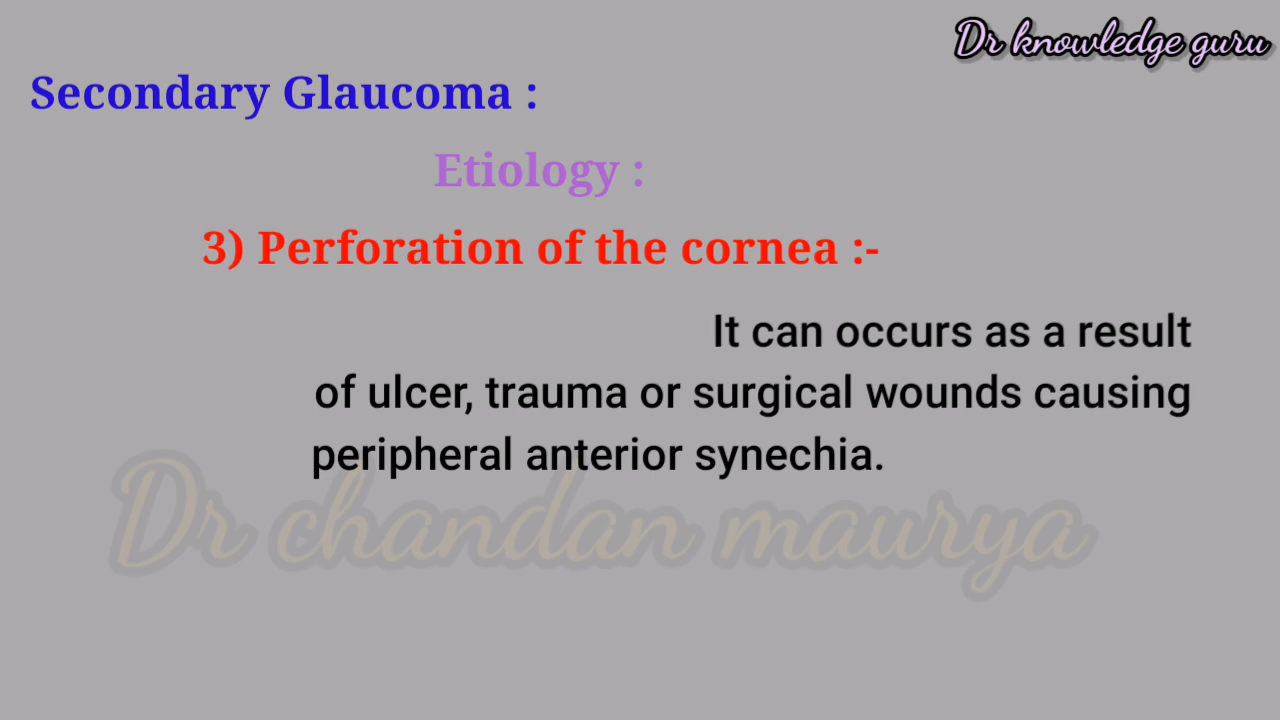 Dr knowledge guru
Secondary Glaucoma :
Etiology :
3) Perforation of the cornea :-
It can occurs as a result
of ulcer, trauma or surgical wounds causing
peripheral anterior synechia.
Dr chandan maurya